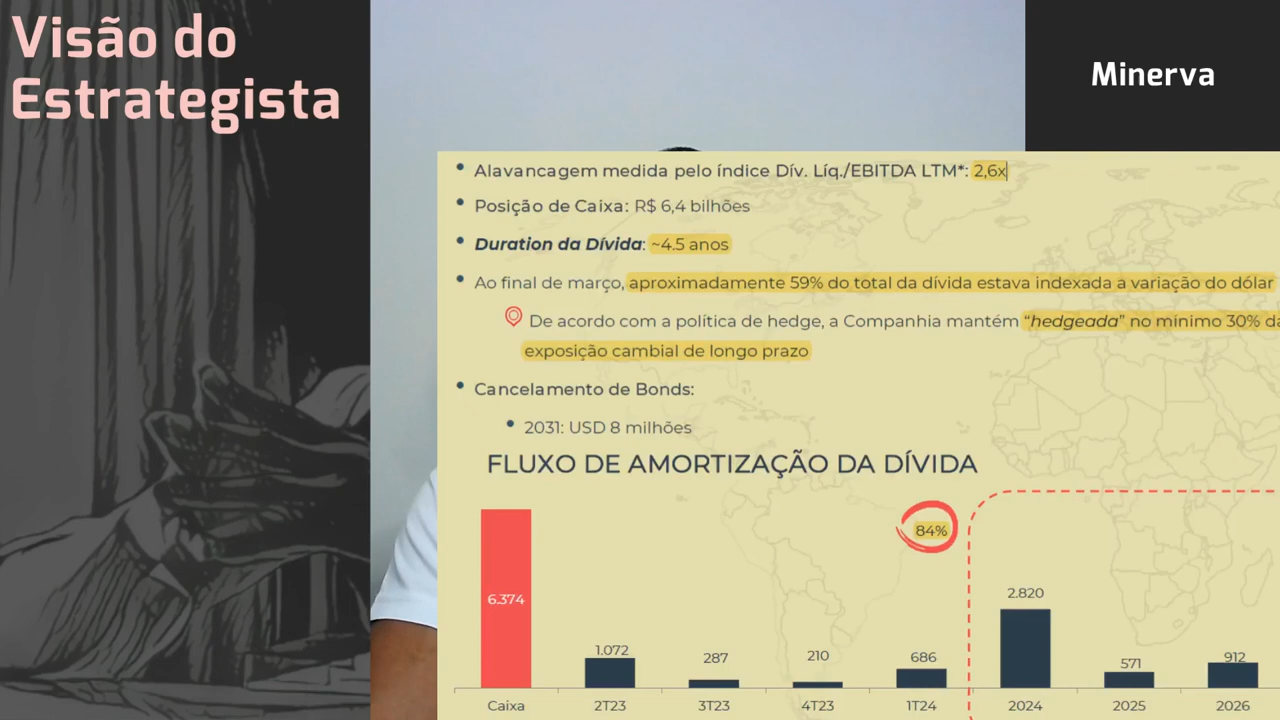 Visão do
Estrategista
Minerva
• Alavancagem medida pelo índice Dív. Líq./EBITDA LTM*: 2,6x
• Posição de Caixa: R$ 6,4 bilhões
• Duration da Dívida: ~4.5 anos
• Ao final de março, aproximadamente 59% do total da dívida estava indexada à variação do dólar
De acordo com a política de hedge, a Companhia mantém “hedgeada” no mínimo 30% da
exposição cambial de longo prazo
• Cancelamento de Bonds:
• 2031: USD 8 milhões
FLUXO DE AMORTIZAÇÃO DA DÍVIDA
84%
6.374 1.072 287 210 686 2.820 571 912
Caixa 2T23 3T23 4T23 1T24 2024 2025 2026